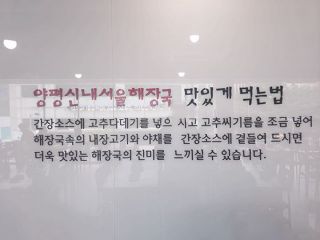 양평신내서울해장국 맛있게 먹는법
간장소스에 고추다데기를 넣으 시고 고추씨기름을 조금 넣어
해장국속의 내장고기와 야채를 간장소스에 곁들여 드시면
더욱 맛있는 해장국의 진미를 느끼실 수 있습니다.